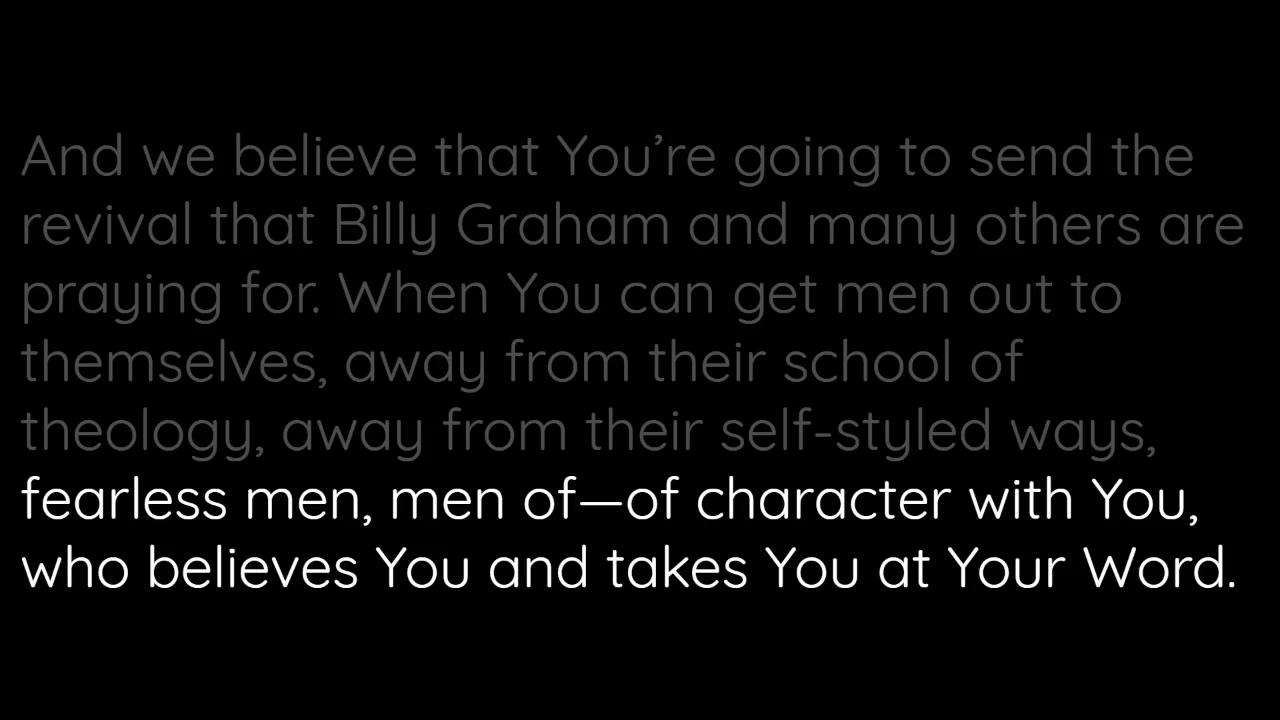 And we believe that You’re going to send the
revival that Billy Graham and many others are
praying for. When You can get men out to
themselves, away from their school of
theology, away from their self-styled ways,
fearless men, men of—of character with You,
who believes You and takes You at Your Word.